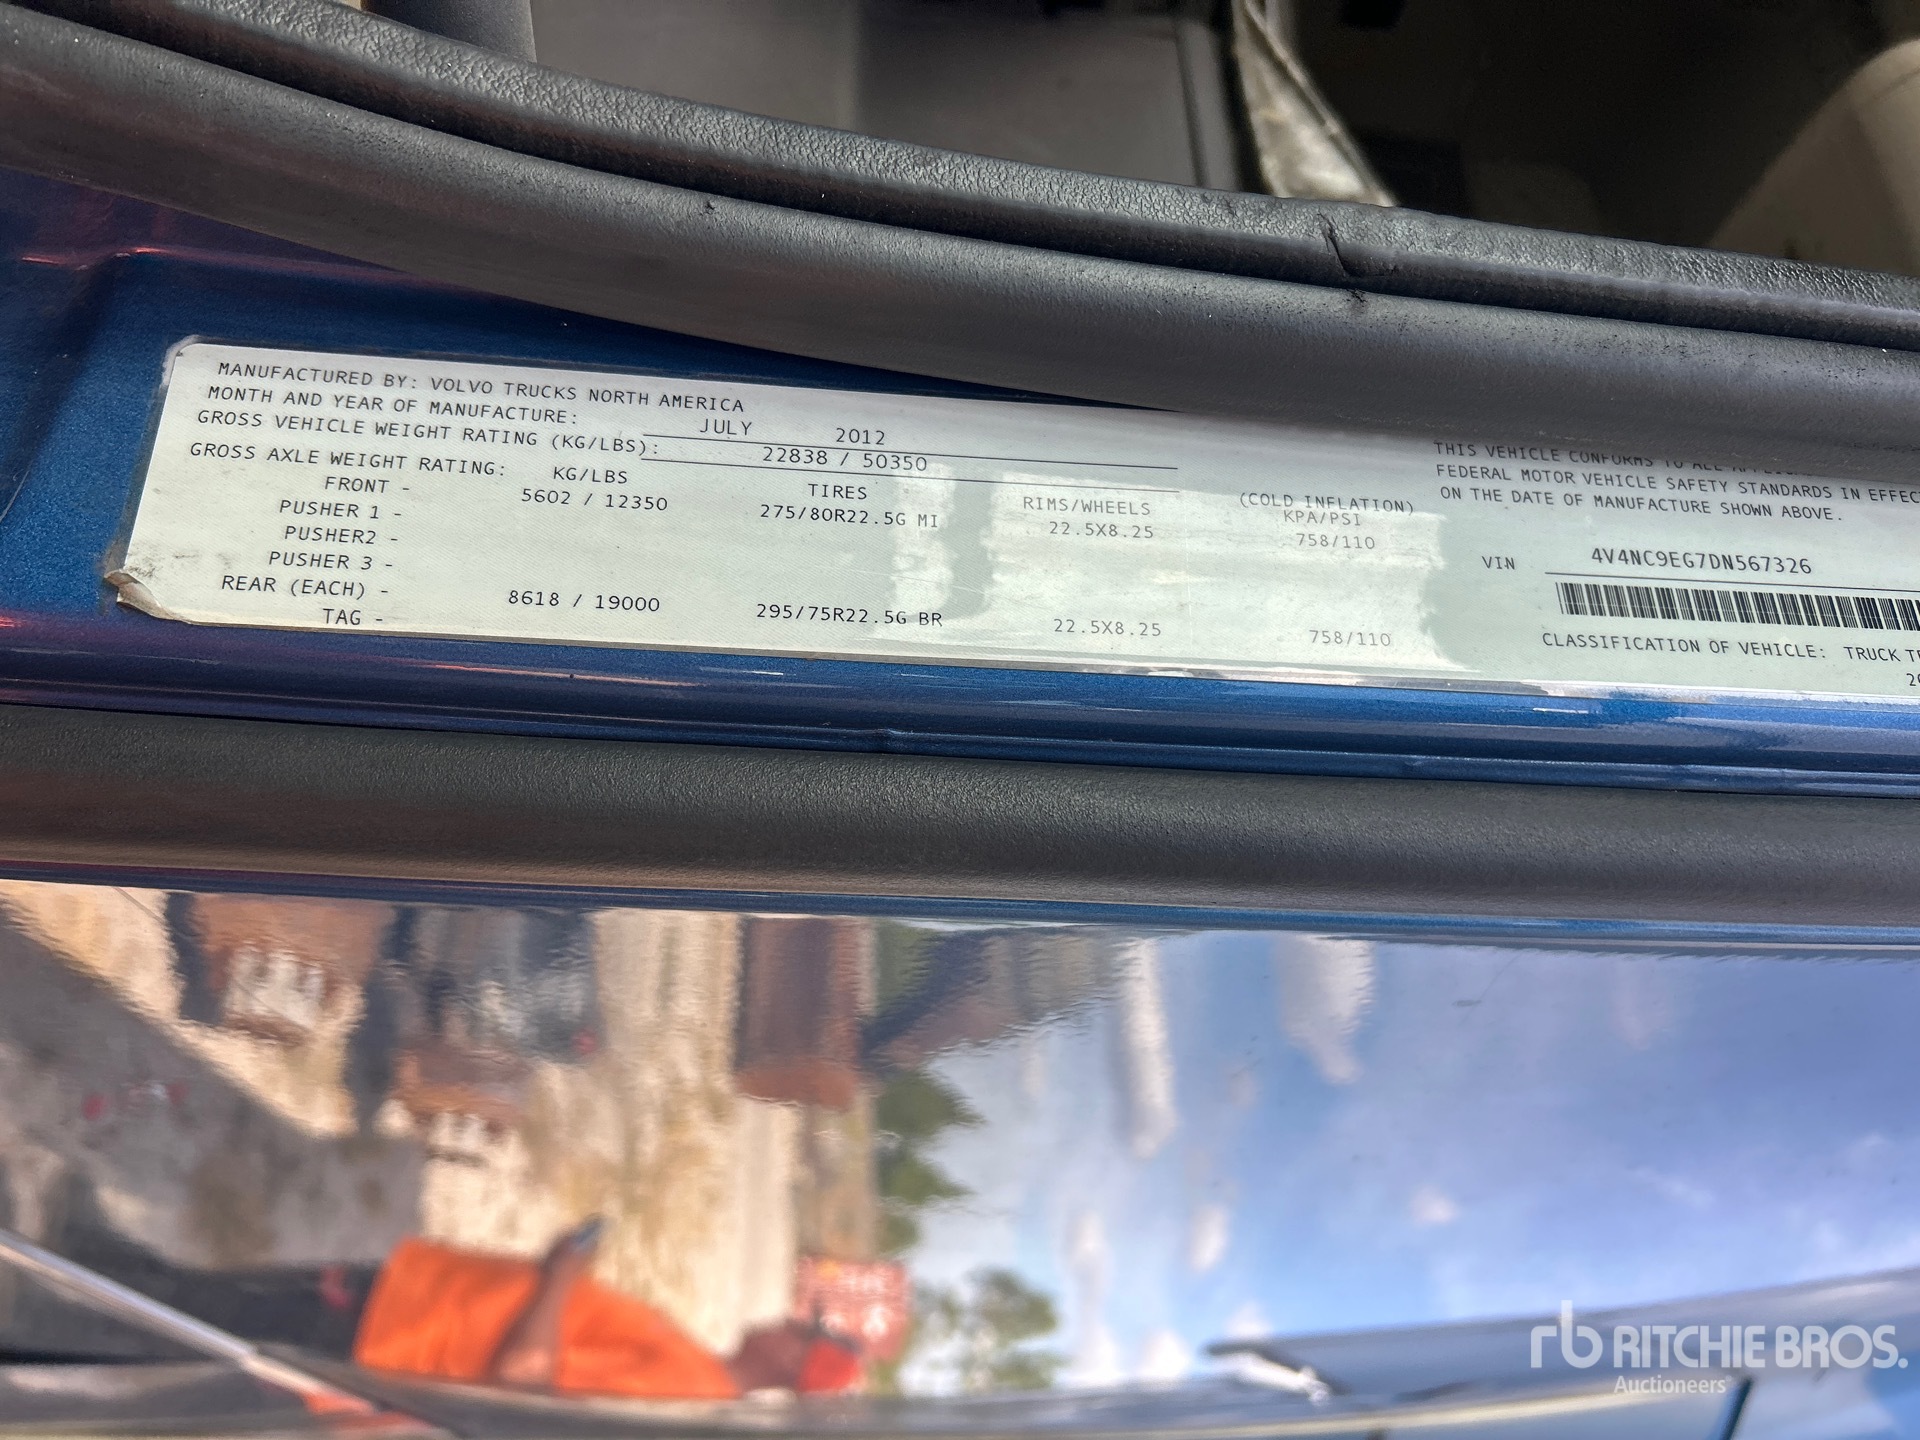 MANUFACTURED BY: VOLVO TRUCKS NORTH AMERICA
MONTH AND YEAR OF MANUFACTURE: JULY 2012
GROSS VEHICLE WEIGHT RATING (KG/LBS): 22838 / 50350
GROSS AXLE WEIGHT RATING: KG/LBS TIRES RIMS/WHEELS (COLD INFLATION) KPA/PSI
FRONT - 5602 / 12350 275/80R22.5G MI 22.5X8.25 758/110
PUSHER 1 -
PUSHER2 -
PUSHER 3 -
REAR (EACH) - 8618 / 19000 295/75R22.5G BR 22.5X8.25 758/110
TAG -
THIS VEHICLE CONFORMS TO ALL
FEDERAL MOTOR VEHICLE SAFETY STANDARDS IN EFFEC
ON THE DATE OF MANUFACTURE SHOWN ABOVE.
VIN 4V4NC9EG7DN567326
CLASSIFICATION OF VEHICLE: TRUCK
rb RITCHIE BROS.
Auctioneers